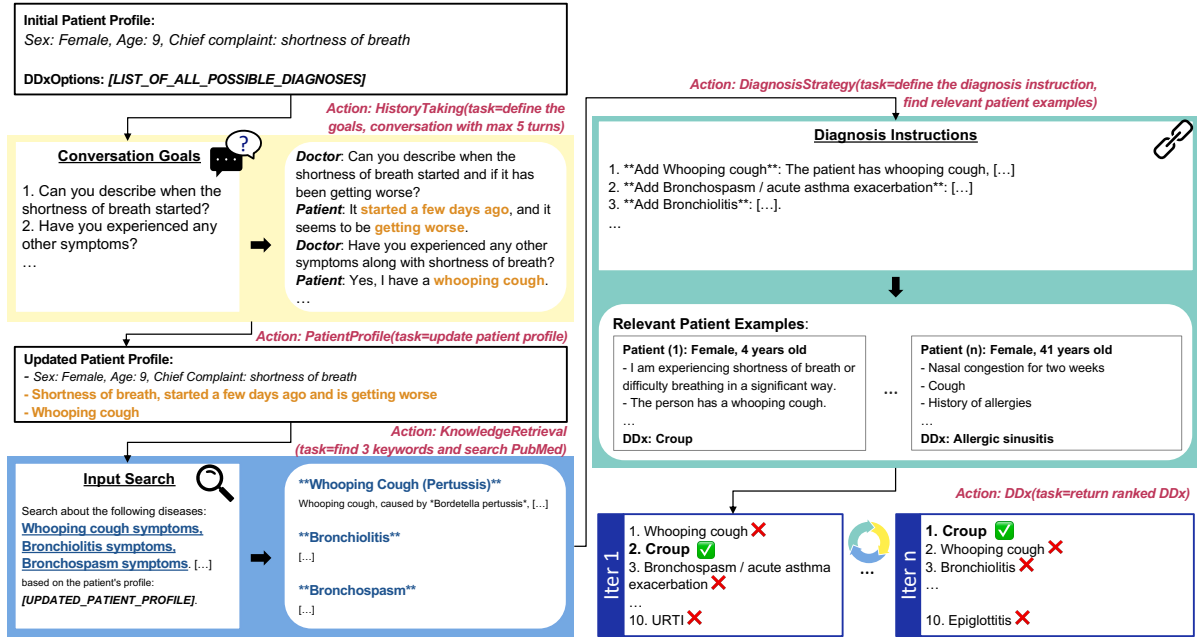 Initial Patient Profile:
Sex: Female, Age: 9, Chief complaint: shortness of breath
DDxOptions: [LIST_OF_ALL_POSSIBLE_DIAGNOSES]
Action: HistoryTaking(task=define the
goals, conversation with max 5 turns)
Conversation Goals
1. Can you describe when the
shortness of breath started?
2. Have you experienced any
other symptoms?
…
?
Doctor: Can you describe when the
shortness of breath started and if it has
been getting worse?
Patient: It started a few days ago, and it
seems to be getting worse.
Doctor: Have you experienced any other
symptoms along with shortness of breath?
Patient: Yes, I have a whooping cough.
…
Action: PatientProfile(task=update patient profile)
Updated Patient Profile:
- Sex: Female, Age: 9, Chief Complaint: shortness of breath
- Shortness of breath, started a few days ago and is getting worse
- Whooping cough
Action: KnowledgeRetrieval
(task=find 3 keywords and search PubMed)
Input Search
Search about the following diseases:
Whooping cough symptoms,
Bronchiolitis symptoms,
Bronchospasm symptoms. […]
based on the patient's profile:
[UPDATED_PATIENT_PROFILE].
**Whooping Cough (Pertussis)**
Whooping cough, caused by *Bordetella pertussis*, […]
**Bronchiolitis**
[…]
**Bronchospasm**
[…]
Action: DiagnosisStrategy(task=define the diagnosis instruction,
find relevant patient examples)
Diagnosis Instructions
1. **Add Whooping cough**: The patient has whooping cough, […]
2. **Add Bronchospasm / acute asthma exacerbation**: […]
3. **Add Bronchiolitis**: […].
...
Relevant Patient Examples:
Patient (1): Female, 4 years old
- I am experiencing shortness of breath or
difficulty breathing in a significant way.
- The person has a whooping cough.
…
DDx: Croup
...
Patient (n): Female, 41 years old
- Nasal congestion for two weeks
- Cough
- History of allergies
…
DDx: Allergic sinusitis
Action: DDx(task=return ranked DDx)
Iter 1
1. Whooping cough
2. Croup
3. Bronchospasm / acute asthma
exacerbation
…
10. URTI
...
Iter n
1. Croup
2. Whooping cough
3. Bronchiolitis
…
10. Epiglottitis